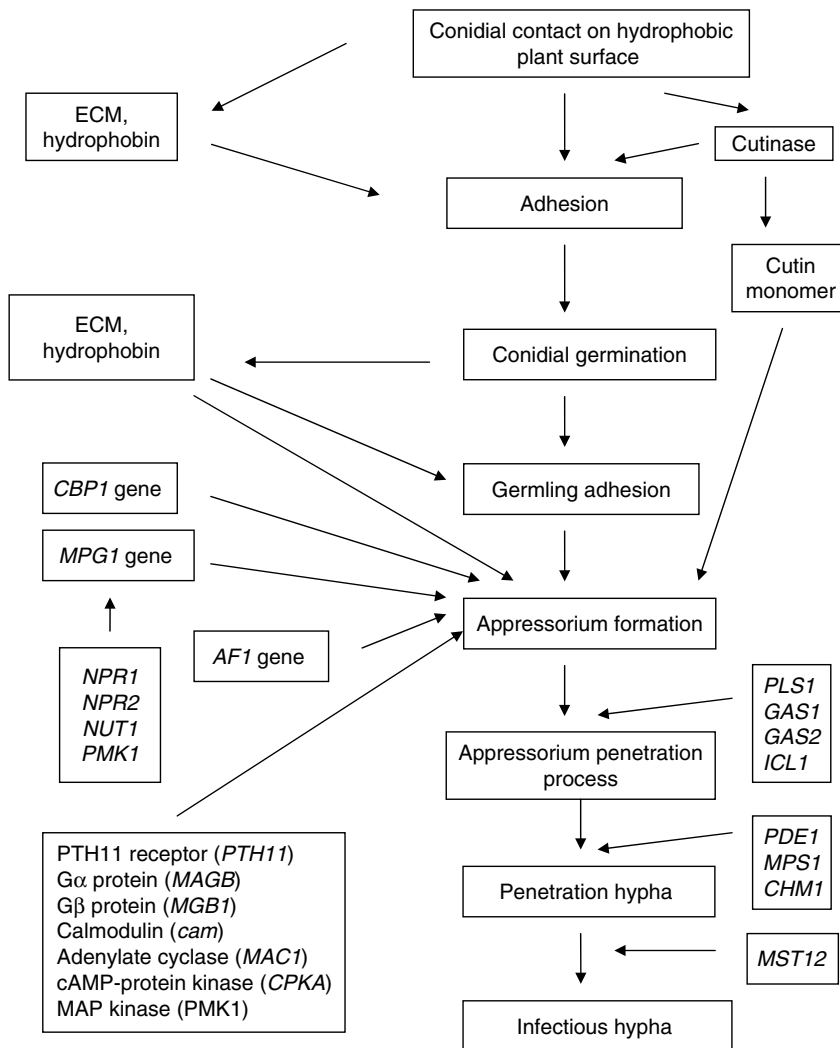 Conidial contact on hydrophobic
plant surface
ECM,
hydrophobin
Cutinase
Adhesion
Cutin
monomer
ECM,
hydrophobin
Conidial germination
CBP1 gene
Germling adhesion
MPG1 gene
Appressorium formation
AF1 gene
NPR1
NPR2
NUT1
PMK1
PLS1
GAS1
GAS2
ICL1
Appressorium penetration
process
PTH11 receptor (PTH11)
Gα protein (MAGB)
Gβ protein (MGB1)
Calmodulin (cam)
Adenylate cyclase (MAC1)
cAMP-protein kinase (CPKA)
MAP kinase (PMK1)
PDE1
MPS1
CHM1
Penetration hypha
MST12
Infectious hypha